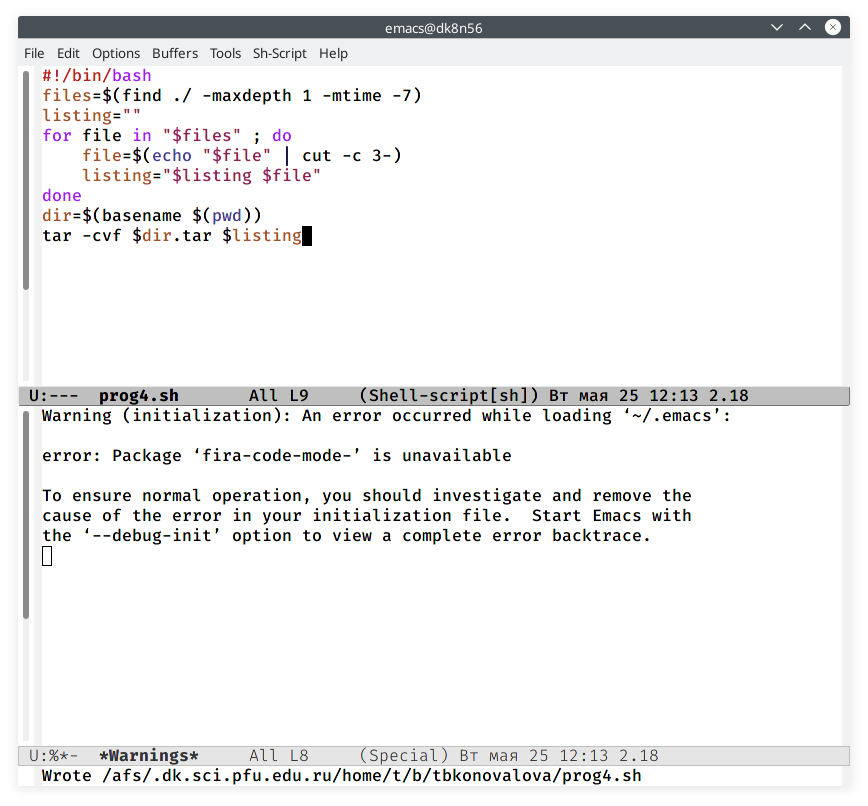 emacs@dk8n56
File Edit Options Buffers Tools Sh-Script Help
#!/bin/bash
files=$(find ./ -maxdepth 1 -mtime -7)
listing=""
for file in "$files" ; do
    file=$(echo "$file" | cut -c 3-)
    listing="$listing $file"
done
dir=$(basename $(pwd))
tar -cvf $dir.tar $listing
U:--- prog4.sh All L9 (Shell-script[sh]) Вт мая 25 12:13 2.18
Warning (initialization): An error occurred while loading ‘~/.emacs’:
error: Package ‘fira-code-mode-’ is unavailable
To ensure normal operation, you should investigate and remove the
cause of the error in your initialization file.  Start Emacs with
the ‘--debug-init’ option to view a complete error backtrace.
U:%*- *Warnings* All L8 (Special) Вт мая 25 12:13 2.18
Wrote /afs/.dk.sci.pfu.edu.ru/home/t/b/tbkonovalova/prog4.sh